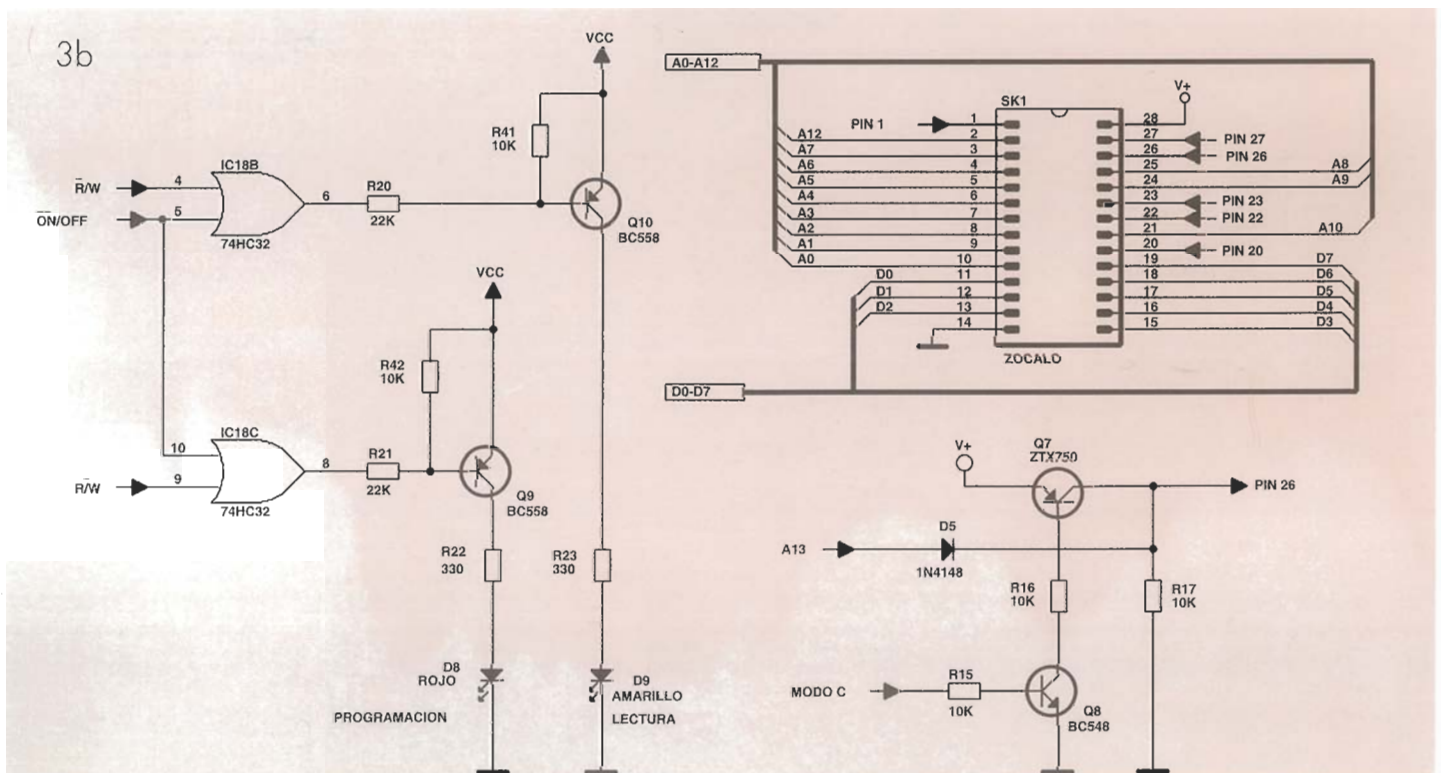 3b
VCC
R41
10K
IC18B
R̄/W
4
5
6
ŌN̄/OFF
74HC32
R20
22K
Q10
BC558
VCC
R42
10K
IC18C
10
9
8
R/W̄
74HC32
R21
22K
Q9
BC558
R22
330
R23
330
D8
ROJO
D9
AMARILLO
PROGRAMACION
LECTURA
A0-A12
SK1
V+
PIN 1
1
28
A12
2
27
PIN 27
A7
3
26
PIN 26
A6
4
25
A8
A5
5
24
A9
A4
6
23
PIN 23
A3
7
22
PIN 22
A2
8
21
A10
A1
9
20
PIN 20
A0
10
19
D7
D0
11
18
D6
D1
12
17
D5
D2
13
16
D4
14
15
D3
ZOCALO
D0-D7
V+
Q7
ZTX750
PIN 26
A13
D5
1N4148
R16
10K
R17
10K
MODO C
R15
10K
Q8
BC548